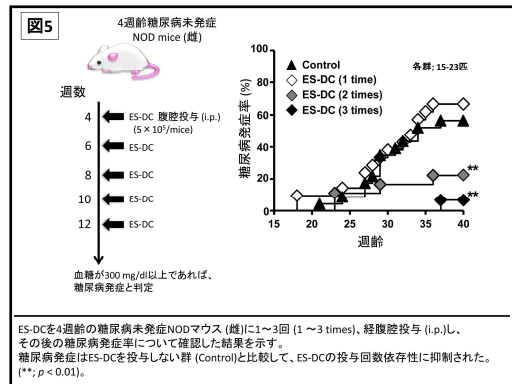 図5
4週齢糖尿病未発症
NOD mice (雌)
週数
4 ES-DC 腹腔投与 (i.p.)
(5×10⁵/mice)
6 ES-DC
8 ES-DC
10 ES-DC
12 ES-DC
血糖が300 mg/dl以上であれば、
糖尿病発症と判定
各群; 15-23匹
Control
ES-DC (1 time)
ES-DC (2 times)
ES-DC (3 times)
糖尿病発症率 (%)
100
80
60
40
20
0
**
**
15 20 25 30 35 40
週齢
ES-DCを4週齢の糖尿病未発症NODマウス (雌)に1～3回 (1 ～3 times)、経腹腔投与 (i.p.)し、
その後の糖尿病発症率について確認した結果を示す。
糖尿病発症はES-DCを投与しない群 (Control)と比較して、ES-DCの投与回数依存性に抑制された。
(**; p < 0.01)。